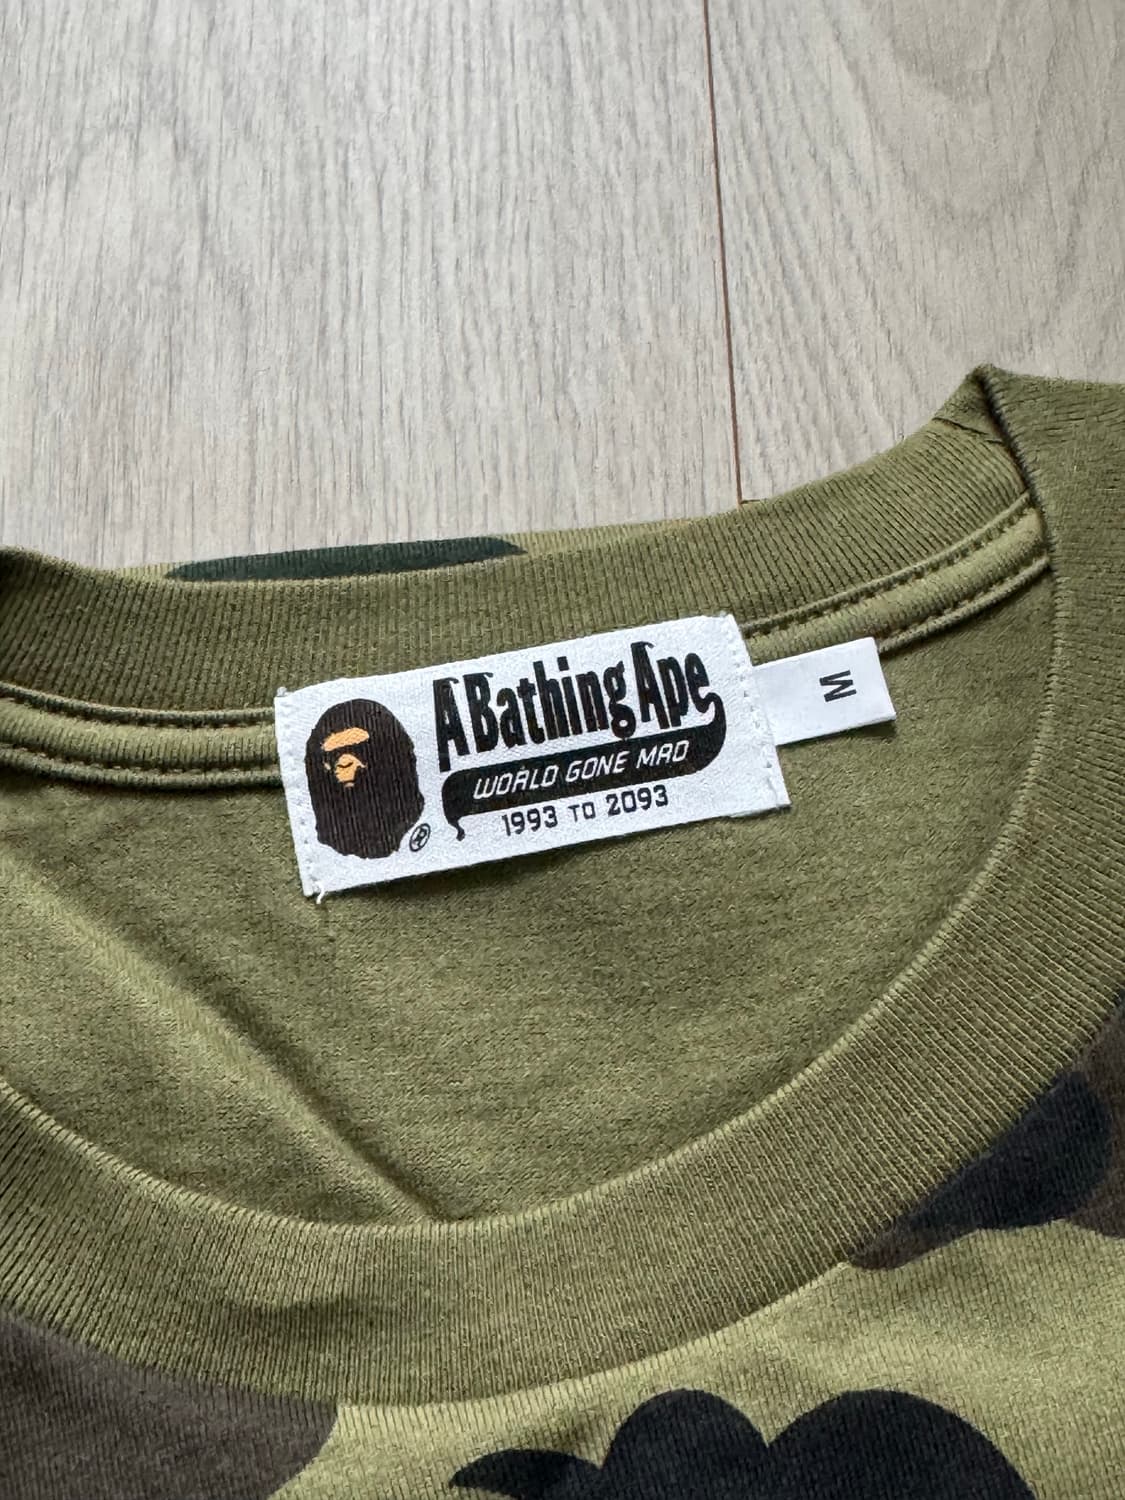 A Bathing Ape
WORLD GONE MAD
1993 TO 2093
®
M